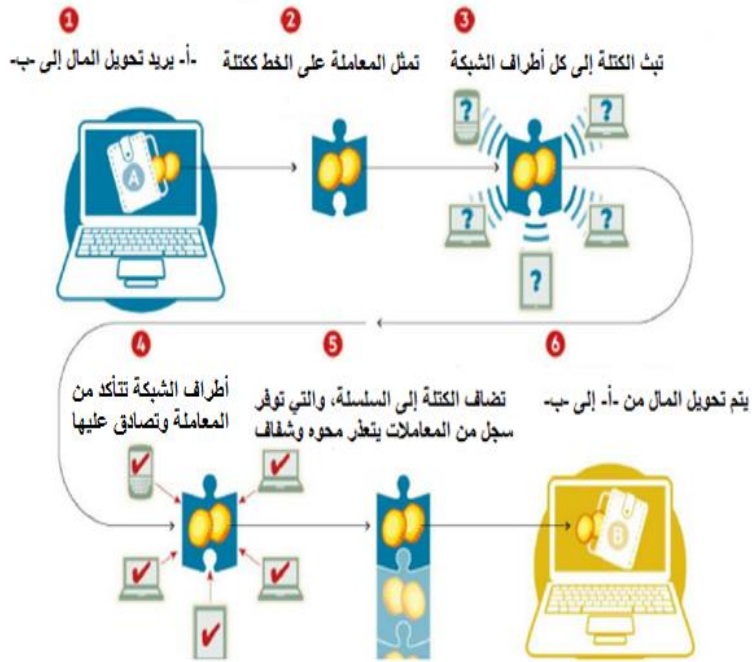 1
-أ- يريد تحويل المال إلى -ب-
2
تمثل المعاملة على الخط ككتلة
3
تبث الكتلة إلى كل أطراف الشبكة
A
?
?
?
?
?
4
أطراف الشبكة تتأكد من
المعاملة وتصادق عليها
5
تضاف الكتلة إلى السلسلة، والتي توفر
سجل من المعاملات يتعذر محوه وشفاف
6
يتم تحويل المال من -أ- إلى -ب-
B